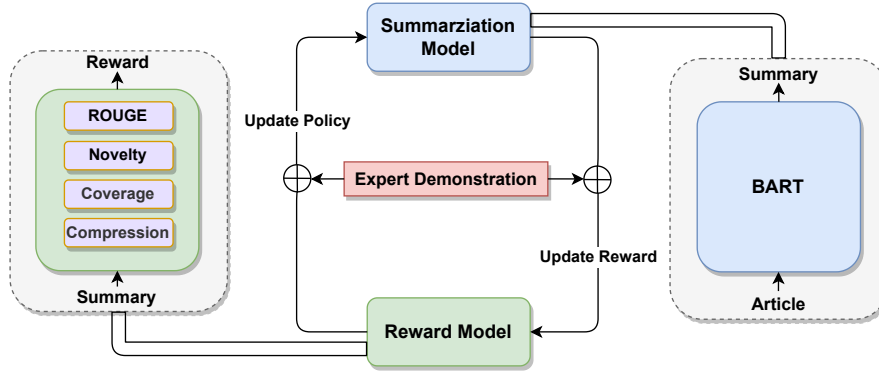 Reward
ROUGE
Novelty
Coverage
Compression
Summary
Summarziation
Model
Update Policy
Expert Demonstration
Update Reward
Reward Model
Summary
BART
Article